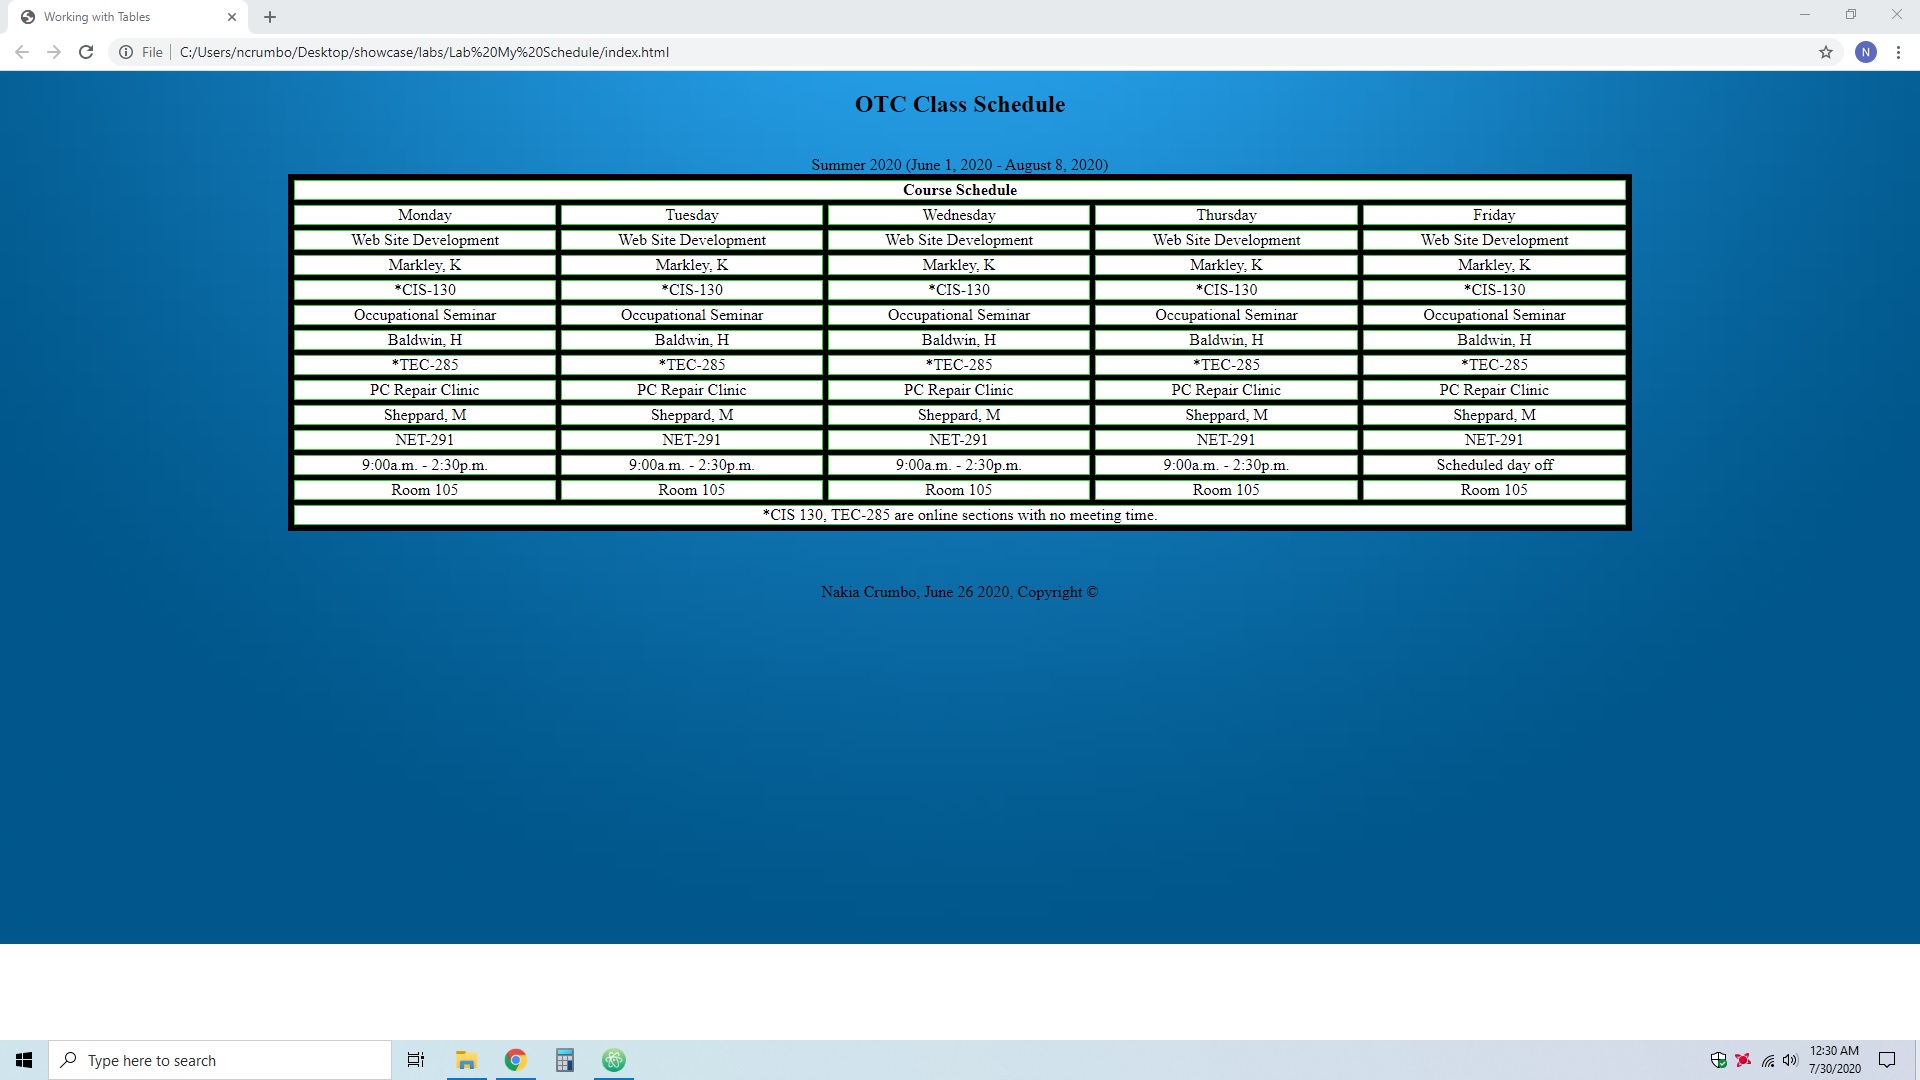 Working with Tables
File C:/Users/ncrumbo/Desktop/showcase/labs/Lab%20My%20Schedule/index.html
N
OTC Class Schedule
Summer 2020 (June 1, 2020 - August 8, 2020)
Course Schedule
Monday Tuesday Wednesday Thursday Friday
Web Site Development Web Site Development Web Site Development Web Site Development Web Site Development
Markley, K Markley, K Markley, K Markley, K Markley, K
*CIS-130 *CIS-130 *CIS-130 *CIS-130 *CIS-130
Occupational Seminar Occupational Seminar Occupational Seminar Occupational Seminar Occupational Seminar
Baldwin, H Baldwin, H Baldwin, H Baldwin, H Baldwin, H
*TEC-285 *TEC-285 *TEC-285 *TEC-285 *TEC-285
PC Repair Clinic PC Repair Clinic PC Repair Clinic PC Repair Clinic PC Repair Clinic
Sheppard, M Sheppard, M Sheppard, M Sheppard, M Sheppard, M
NET-291 NET-291 NET-291 NET-291 NET-291
9:00a.m. - 2:30p.m. 9:00a.m. - 2:30p.m. 9:00a.m. - 2:30p.m. 9:00a.m. - 2:30p.m. Scheduled day off
Room 105 Room 105 Room 105 Room 105 Room 105
*CIS 130, TEC-285 are online sections with no meeting time.
Nakia Crumbo, June 26 2020, Copyright ©
Type here to search
12:30 AM
7/30/2020